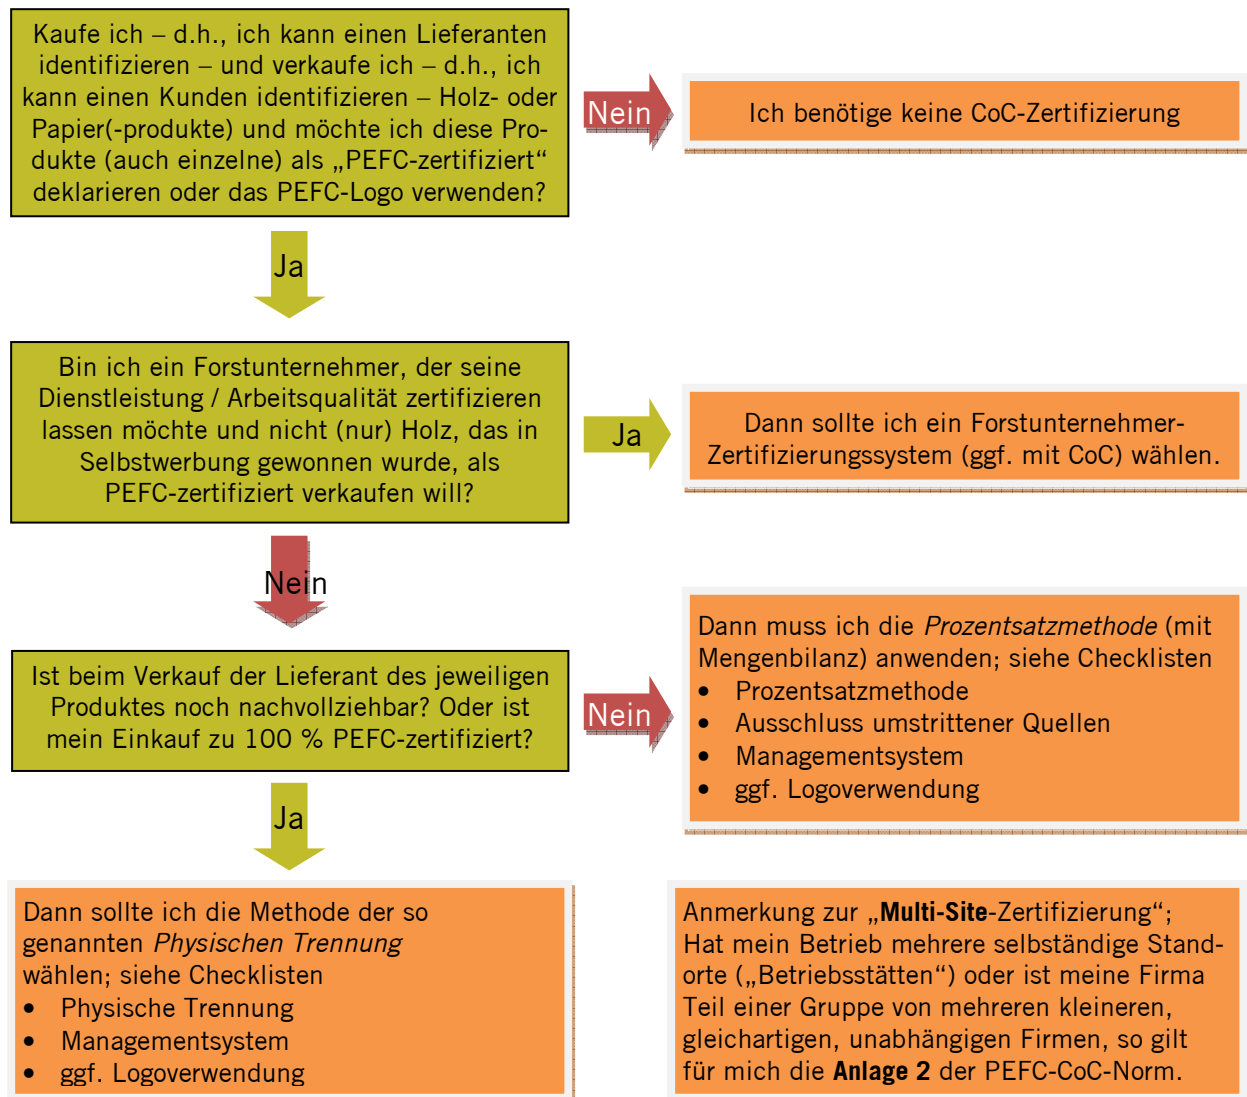 Kaufe ich – d.h., ich kann einen Lieferanten
identifizieren – und verkaufe ich – d.h., ich
kann einen Kunden identifizieren – Holz- oder
Papier(-produkte) und möchte ich diese Pro-
dukte (auch einzelne) als „PEFC-zertifiziert“
deklarieren oder das PEFC-Logo verwenden?
Nein
Ich benötige keine CoC-Zertifizierung
Ja
Bin ich ein Forstunternehmer, der seine
Dienstleistung / Arbeitsqualität zertifizieren
lassen möchte und nicht (nur) Holz, das in
Selbstwerbung gewonnen wurde, als
PEFC-zertifiziert verkaufen will?
Ja
Dann sollte ich ein Forstunternehmer-
Zertifizierungssystem (ggf. mit CoC) wählen.
Nein
Ist beim Verkauf der Lieferant des jeweiligen
Produktes noch nachvollziehbar? Oder ist
mein Einkauf zu 100 % PEFC-zertifiziert?
Nein
Dann muss ich die Prozentsatzmethode (mit
Mengenbilanz) anwenden; siehe Checklisten
• Prozentsatzmethode
• Ausschluss umstrittener Quellen
• Managementsystem
• ggf. Logoverwendung
Ja
Dann sollte ich die Methode der so
genannten Physischen Trennung
wählen; siehe Checklisten
• Physische Trennung
• Managementsystem
• ggf. Logoverwendung
Anmerkung zur „Multi-Site-Zertifizierung“;
Hat mein Betrieb mehrere selbständige Stand-
orte („Betriebsstätten“) oder ist meine Firma
Teil einer Gruppe von mehreren kleineren,
gleichartigen, unabhängigen Firmen, so gilt
für mich die Anlage 2 der PEFC-CoC-Norm.